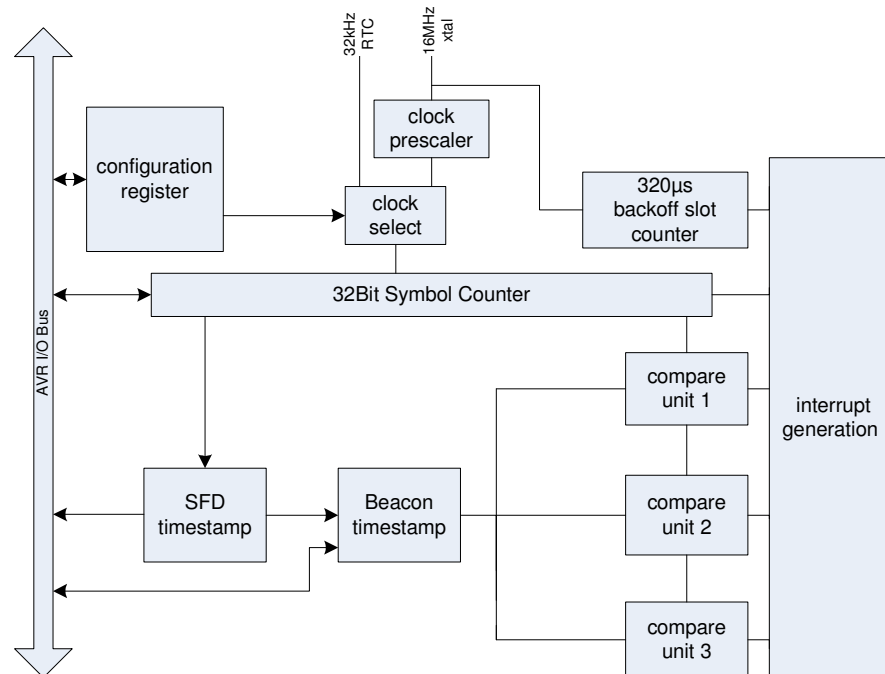 32kHz
RTC
16MHz
xtal
clock
prescaler
configuration
register
320µs
backoff slot
counter
clock
select
32Bit Symbol Counter
AVR I/O Bus
compare
unit 1
interrupt
generation
SFD
timestamp
Beacon
timestamp
compare
unit 2
compare
unit 3